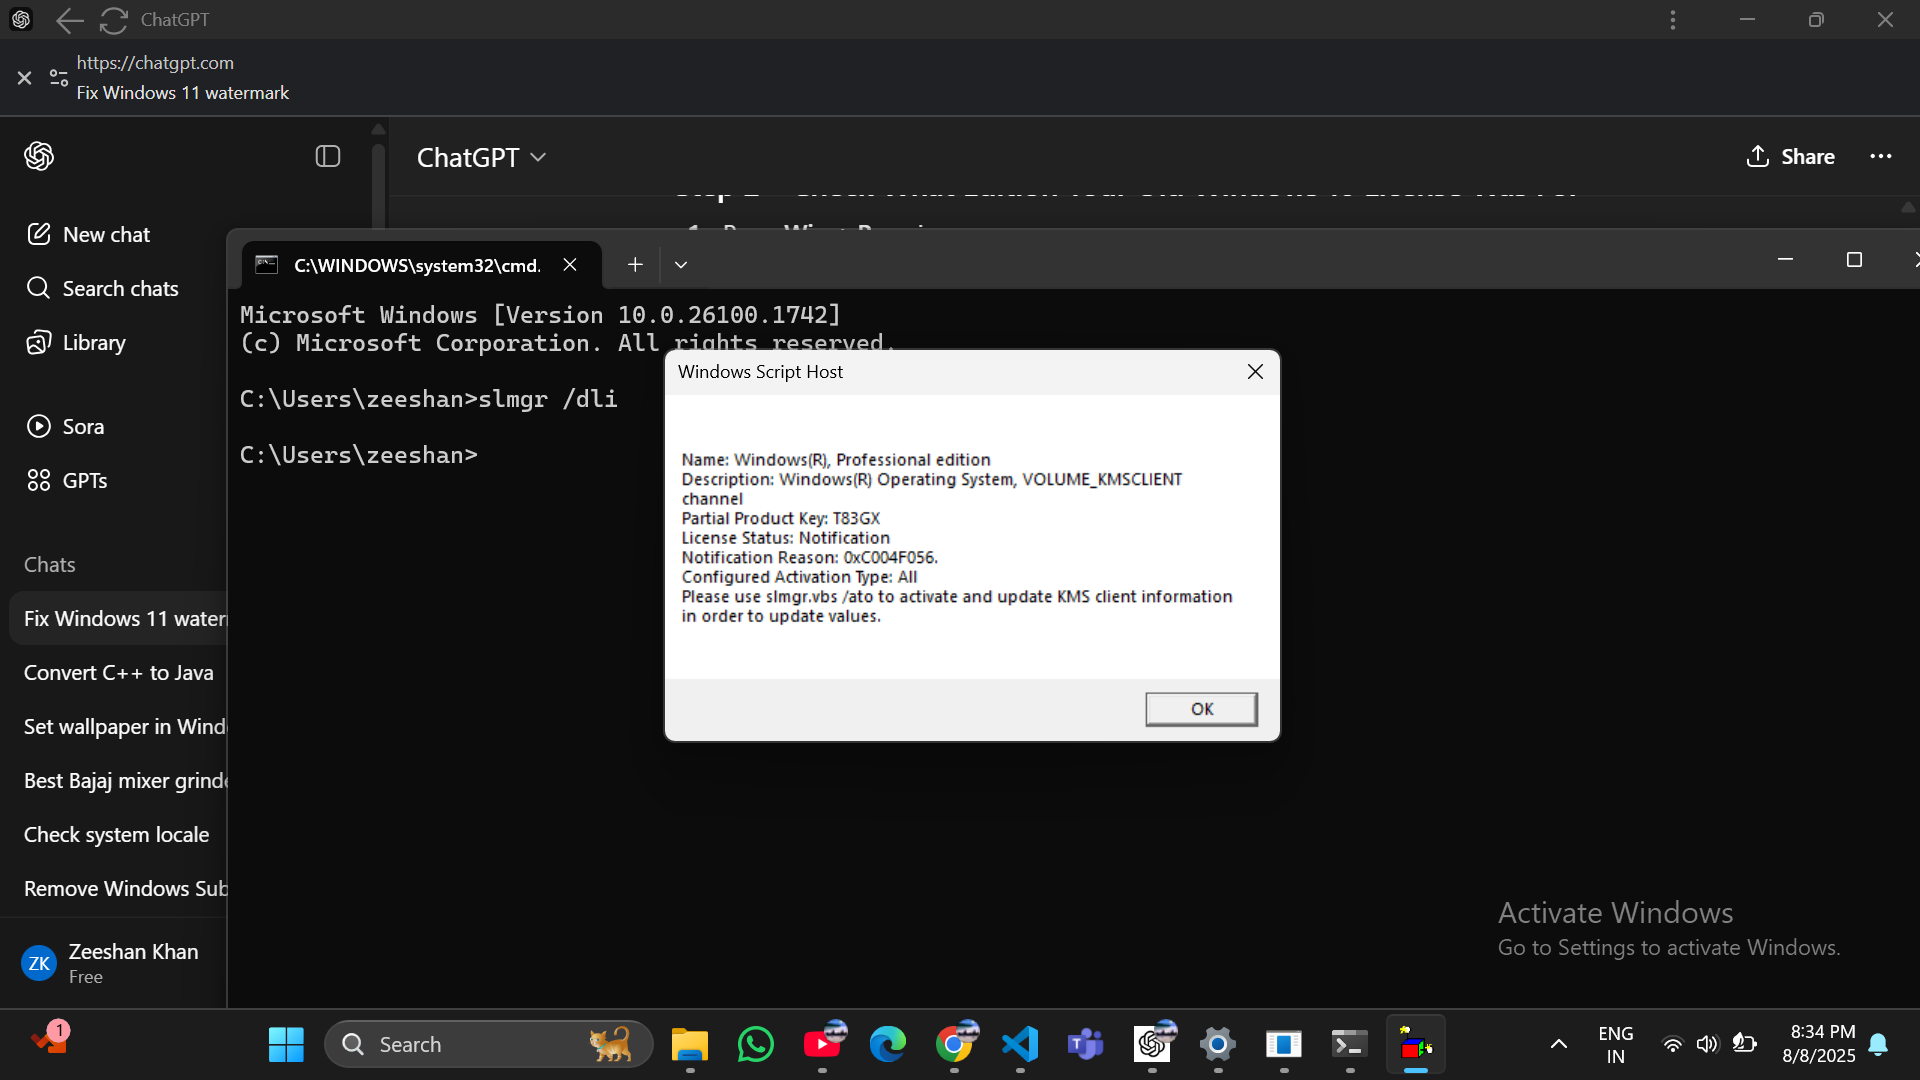 ChatGPT
https://chatgpt.com
Fix Windows 11 watermark
ChatGPT
Share
New chat
Search chats
Library
Sora
GPTs
Chats
Fix Windows 11 water
Convert C++ to Java
Set wallpaper in Wind
Best Bajaj mixer grinde
Check system locale
Remove Windows Sub
ZK
Zeeshan Khan
Free
C:\WINDOWS\system32\cmd.
Microsoft Windows [Version 10.0.26100.1742]
(c) Microsoft Corporation. All rights reserved.
C:\Users\zeeshan>slmgr /dli
C:\Users\zeeshan>
Windows Script Host
Name: Windows(R), Professional edition
Description: Windows(R) Operating System, VOLUME_KMSCLIENT
channel
Partial Product Key: T83GX
License Status: Notification
Notification Reason: 0xC004F056.
Configured Activation Type: All
Please use slmgr.vbs /ato to activate and update KMS client information
in order to update values.
OK
Activate Windows
Go to Settings to activate Windows.
1
Search
ENG
IN
8:34 PM
8/8/2025